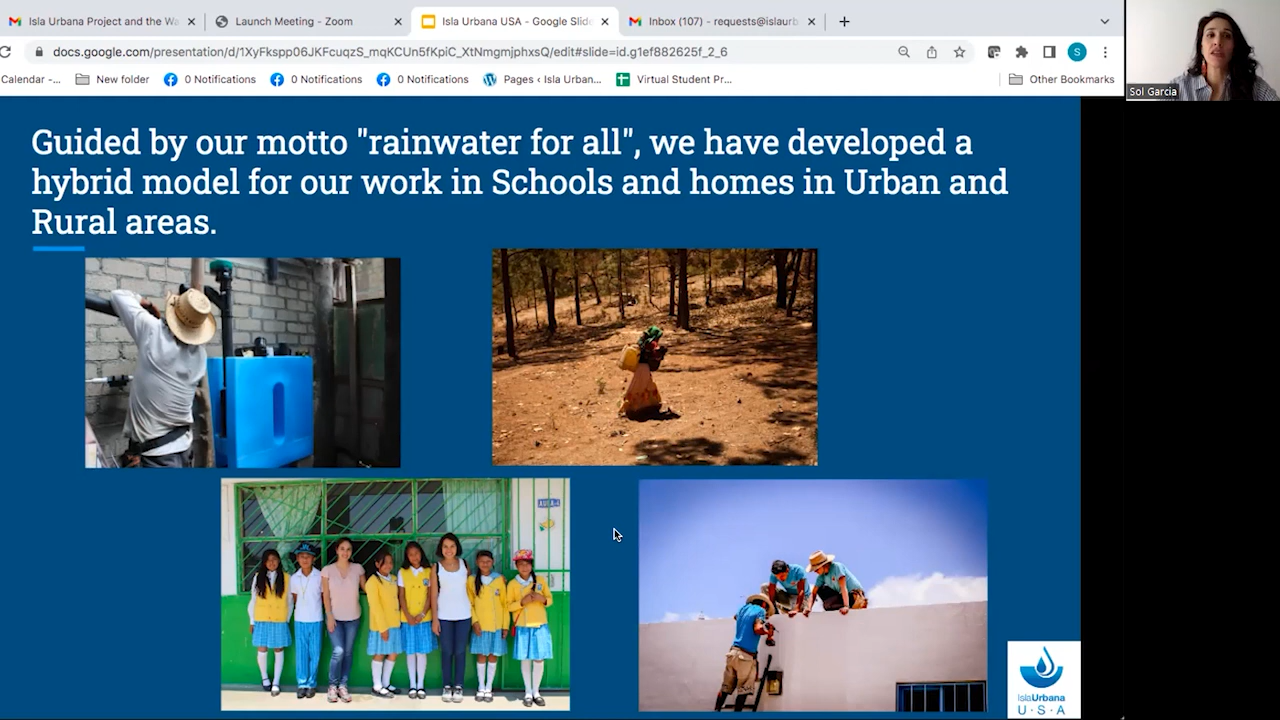 Isla Urbana Project and the Wa
Launch Meeting - Zoom
Isla Urbana USA - Google Slide
Inbox (107) - requests@islaurb
docs.google.com/presentation/d/1XyFkspp06JKFcuqzS_mqKCUn5fKpiC_XtNmgmjphxsQ/edit#slide=id.g1ef882625f_2_6
S
Calendar -...
New folder
0 Notifications
0 Notifications
0 Notifications
Pages ‹ Isla Urban...
Virtual Student Pr...
Other Bookmarks
Sol Garcia
Guided by our motto "rainwater for all", we have developed a
hybrid model for our work in Schools and homes in Urban and
Rural areas.
IslaUrbana
U·S·A